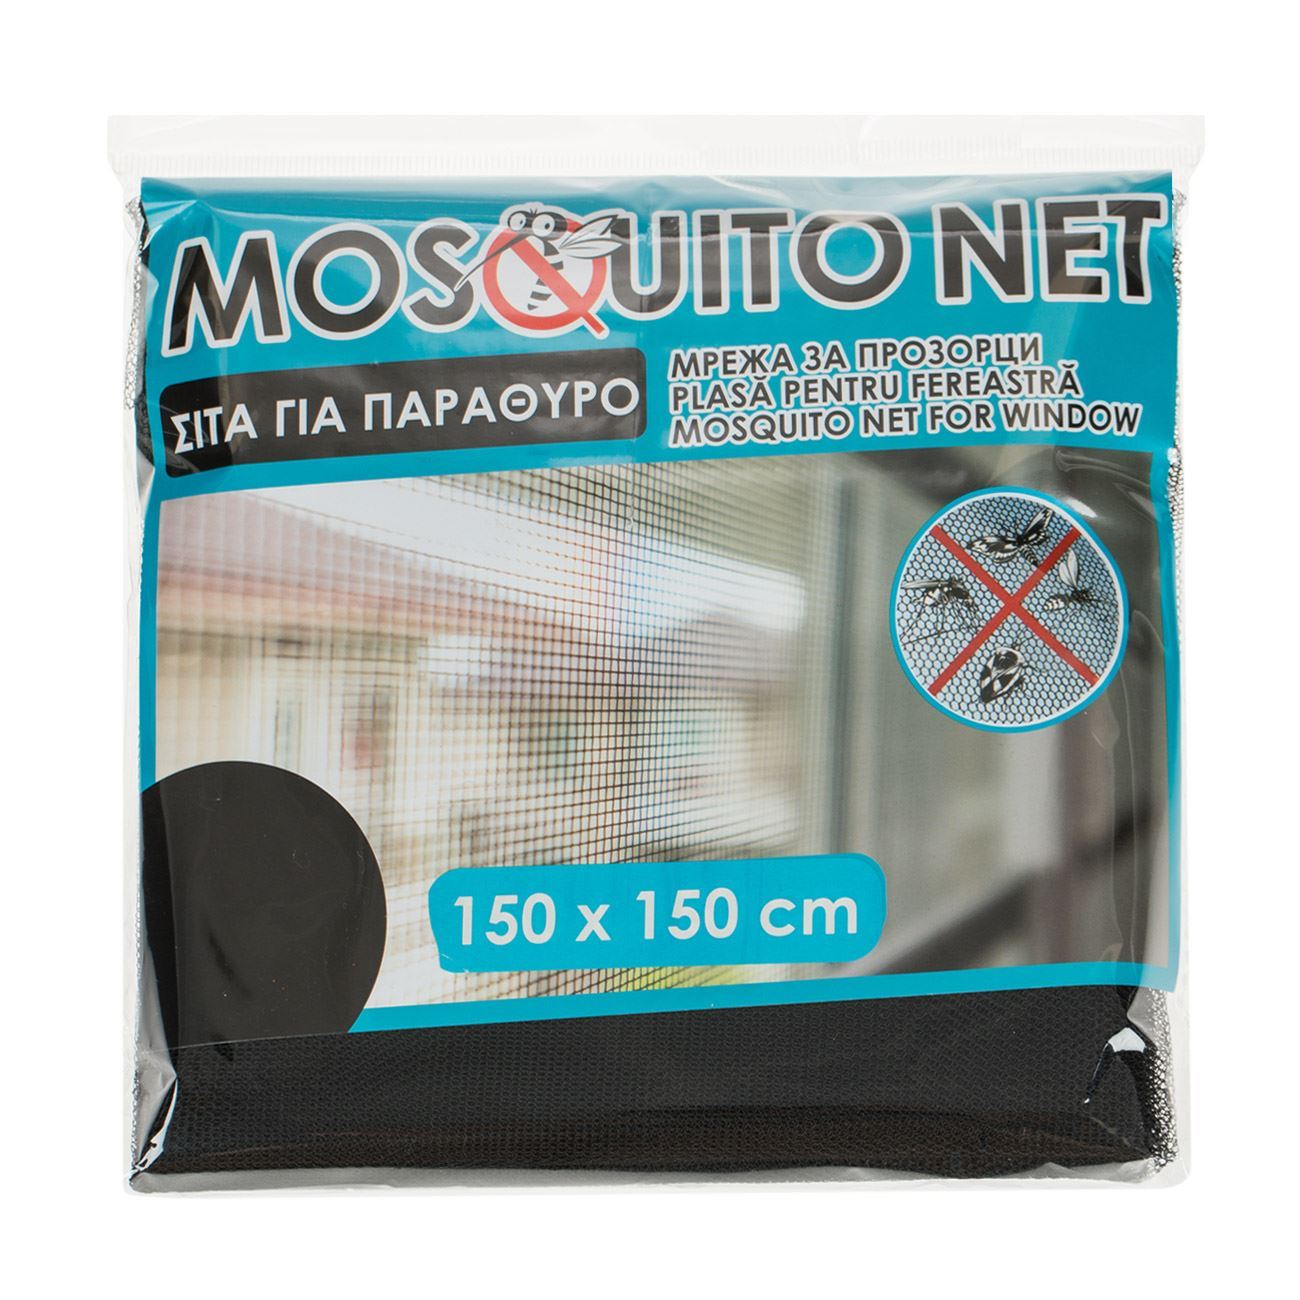 MOSQUITO NET
ΣΙΤΑ ΓΙΑ ΠΑΡΑΘΥΡΟ
МРЕЖА ЗА ПРОЗОРЦИ
PLASĂ PENTRU FEREASTRĂ
MOSQUITO NET FOR WINDOW
150 x 150 cm